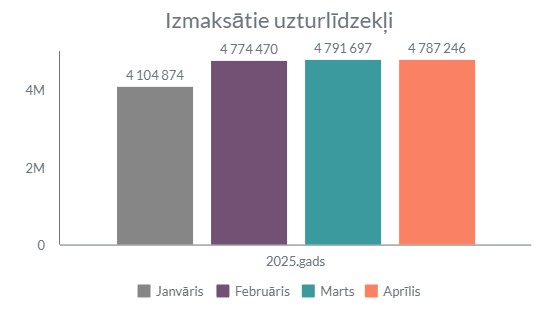 Izmaksātie uzturlīdzekļi
4 104 874
4 774 470
4 791 697
4 787 246
4M
2M
0
2025.gads
Janvāris Februāris Marts Aprīlis